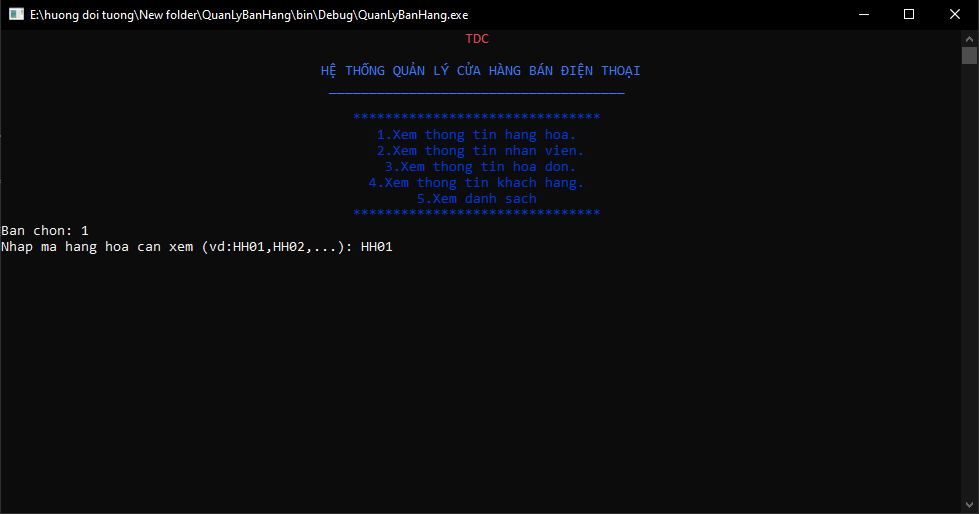 E:\huong doi tuong\New folder\QuanLyBanHang\bin\Debug\QuanLyBanHang.exe
TDC
HỆ THỐNG QUẢN LÝ CỬA HÀNG BÁN ĐIỆN THOẠI
_____________________________________
*******************************
1.Xem thong tin hang hoa.
2.Xem thong tin nhan vien.
3.Xem thong tin hoa don.
4.Xem thong tin khach hang.
5.Xem danh sach
*******************************
Ban chon: 1
Nhap ma hang hoa can xem (vd:HH01,HH02,...): HH01